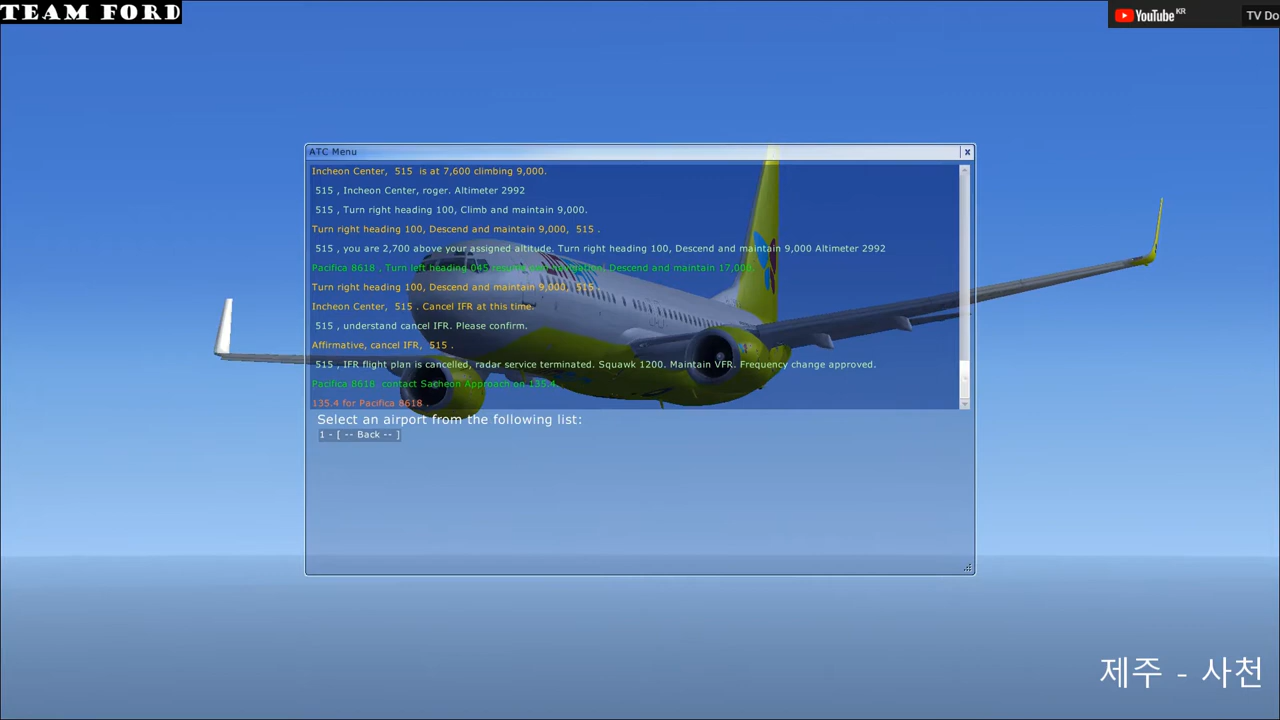 TEAM FORD
YouTube KR
TV Do
ATC Menu
x
Incheon Center, 515 is at 7,600 climbing 9,000.
515 , Incheon Center, roger. Altimeter 2992
515 , Turn right heading 100, Climb and maintain 9,000.
Turn right heading 100, Descend and maintain 9,000, 515 .
515 , you are 2,700 above your assigned altitude. Turn right heading 100, Descend and maintain 9,000 Altimeter 2992
Pacifica 8618 , Turn left heading 045 resume own navigation. Descend and maintain 17,000.
Turn right heading 100, Descend and maintain 9,000, 515 .
Incheon Center, 515 . Cancel IFR at this time.
515 , understand cancel IFR. Please confirm.
Affirmative, cancel IFR, 515 .
515 , IFR flight plan is cancelled, radar service terminated. Squawk 1200. Maintain VFR. Frequency change approved.
Pacifica 8618 contact Sacheon Approach on 135.4.
135.4 for Pacifica 8618 .
Select an airport from the following list:
1 - [ -- Back -- ]
제주 - 사천